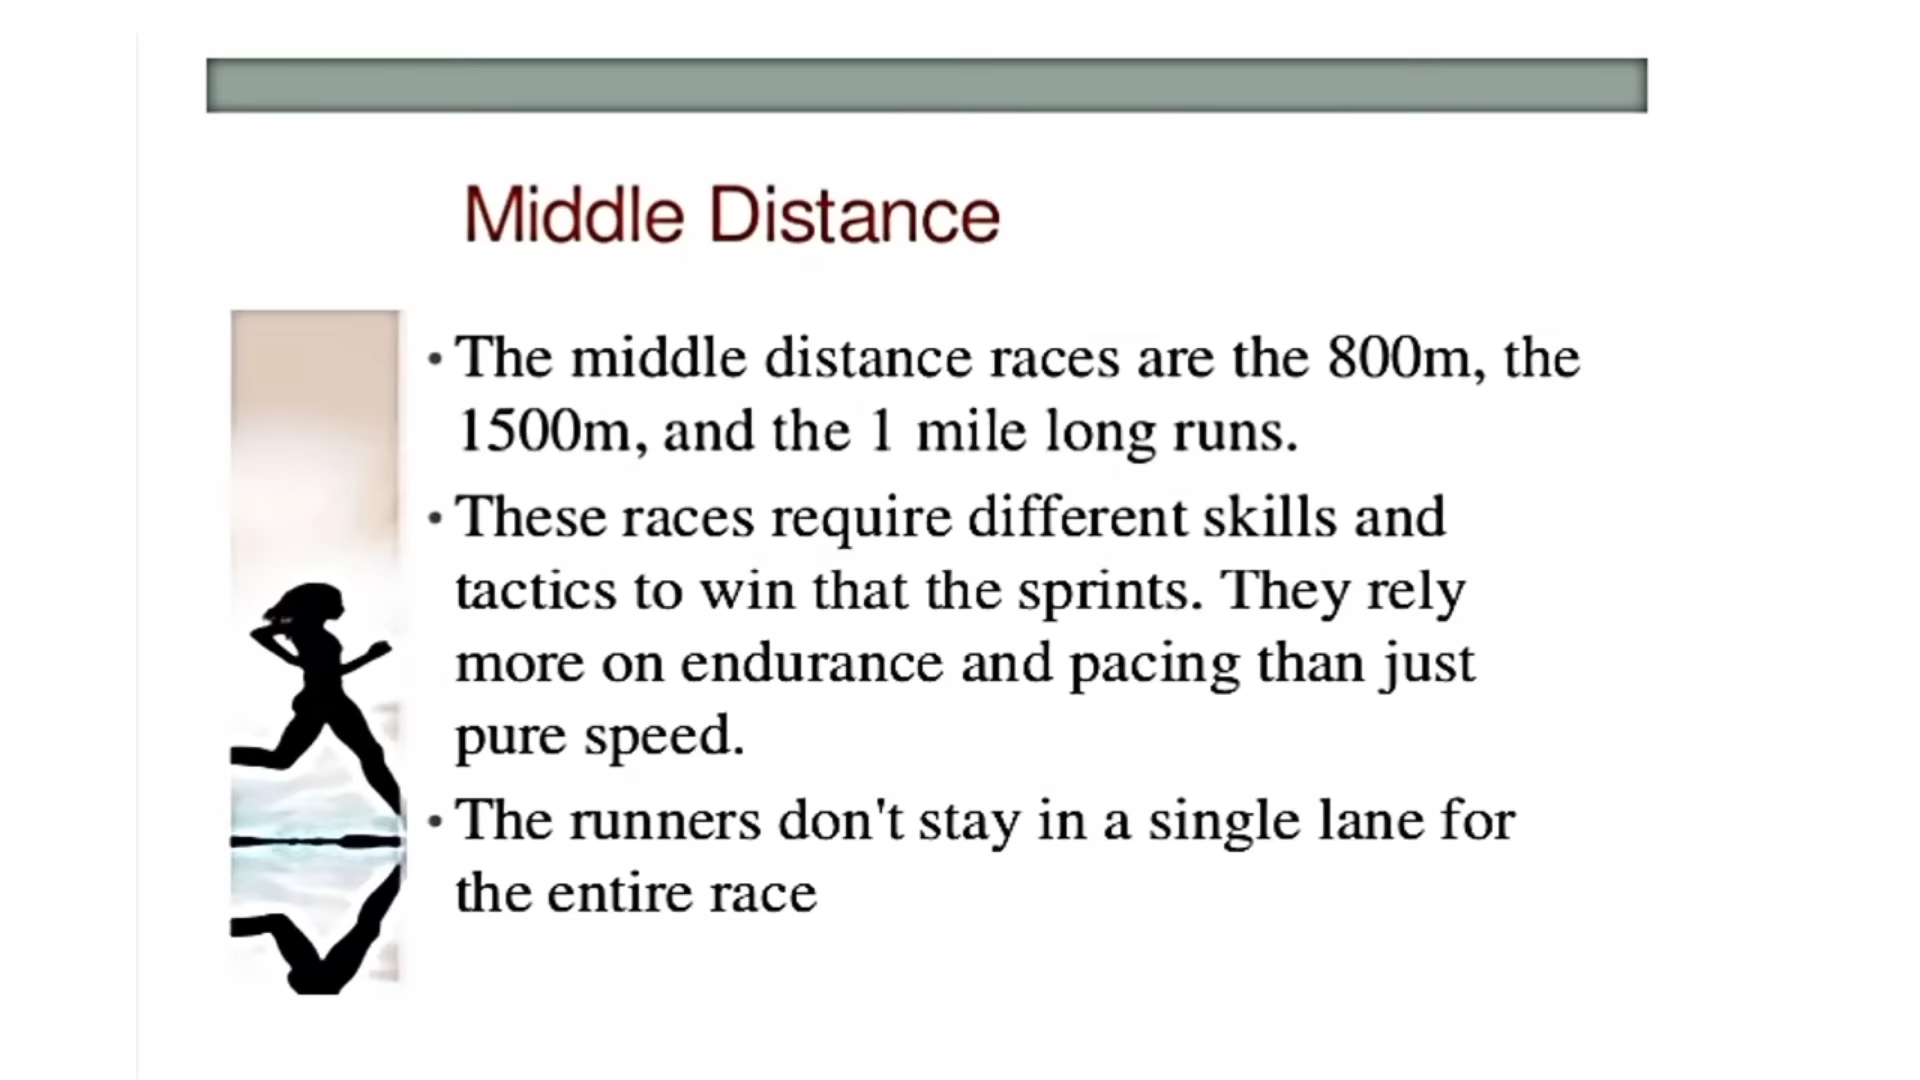 Middle Distance
• The middle distance races are the 800m, the
1500m, and the 1 mile long runs.
• These races require different skills and
tactics to win that the sprints. They rely
more on endurance and pacing than just
pure speed.
• The runners don't stay in a single lane for
the entire race